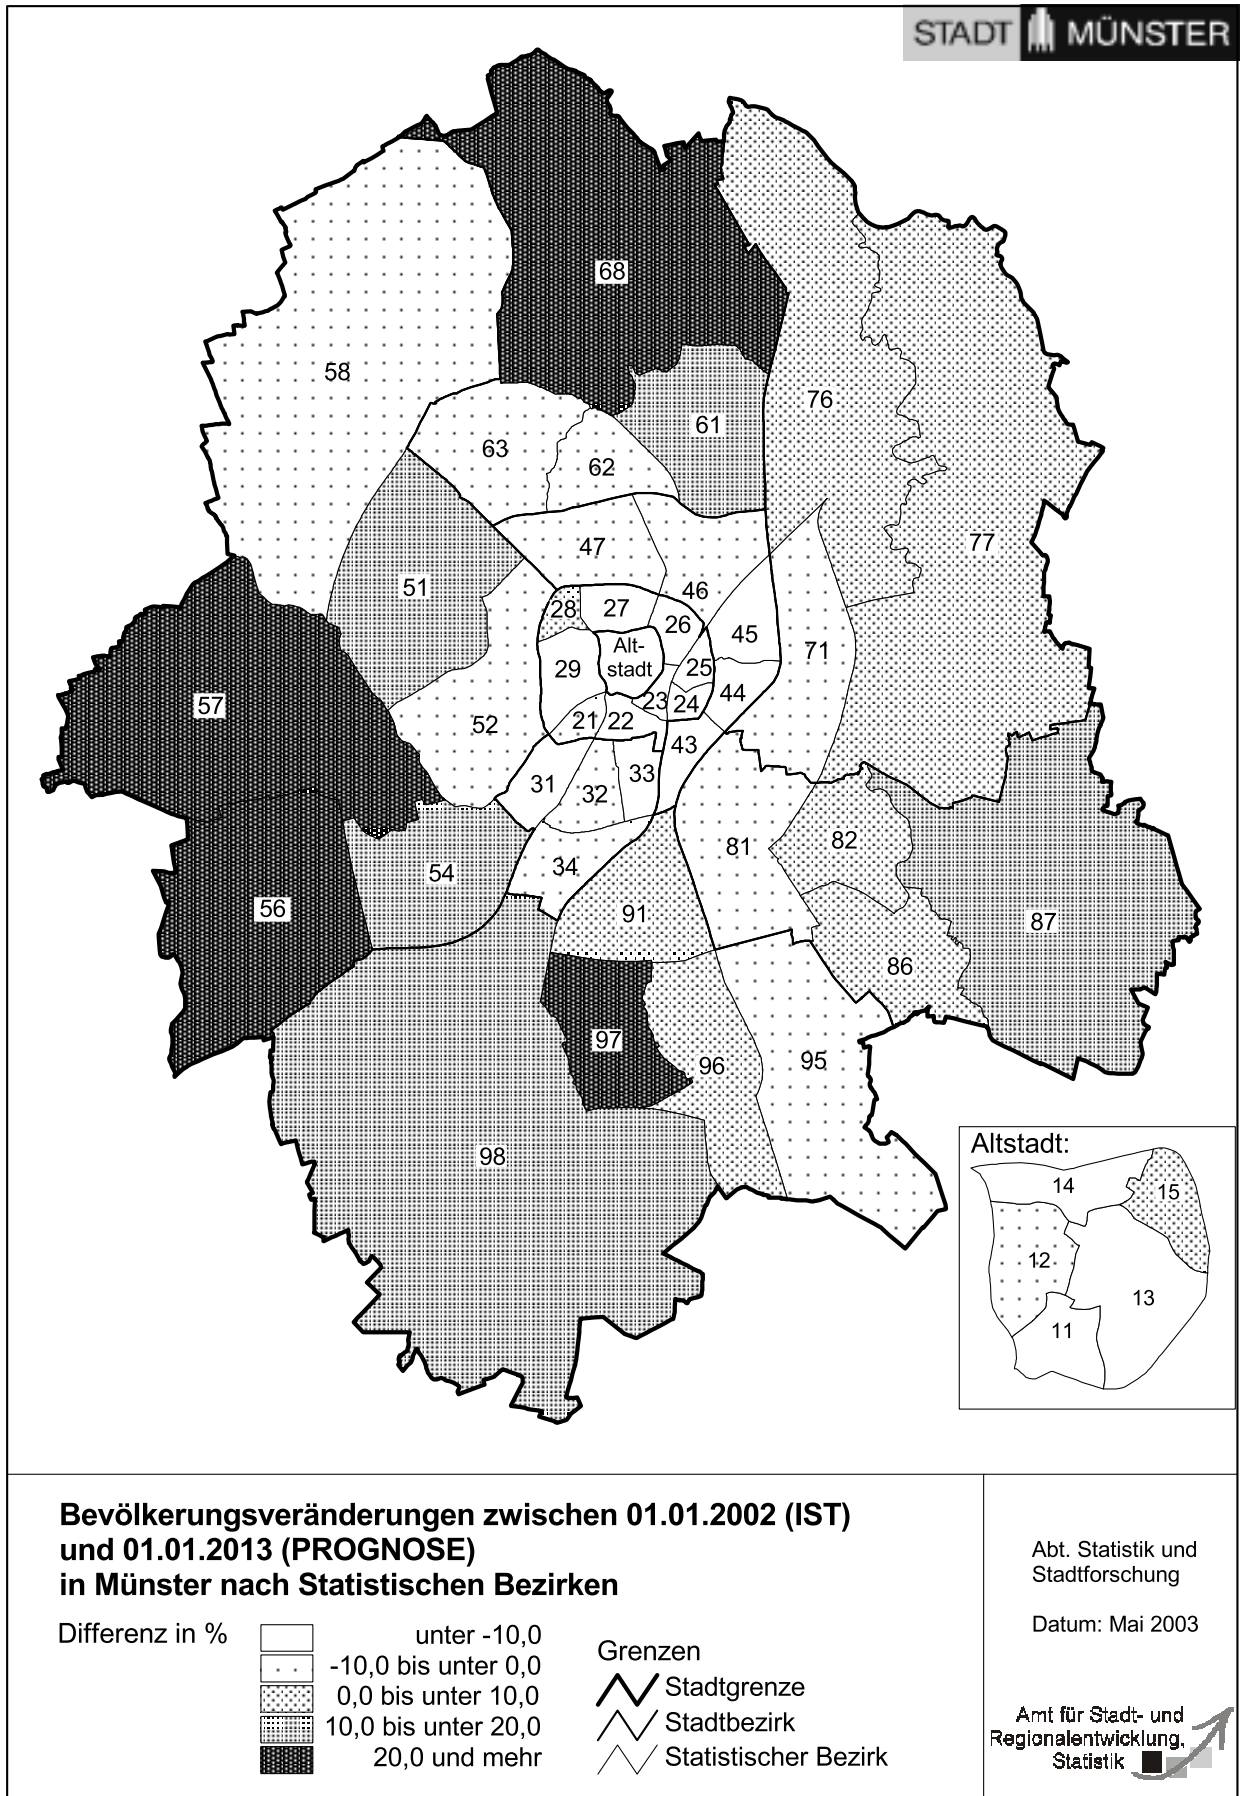 STADT MÜNSTER
68
58
76
61
63
62
77
47
51
46
28
27
26
45
Alt-
stadt
71
29
25
57
23
24
44
52
21
22
43
33
31
32
81
82
34
54
56
91
87
86
97
96
95
98
Altstadt:
14
15
12
13
11
Bevölkerungsveränderungen zwischen 01.01.2002 (IST)
und 01.01.2013 (PROGNOSE)
in Münster nach Statistischen Bezirken
Differenz in %
unter -10,0
-10,0 bis unter 0,0
0,0 bis unter 10,0
10,0 bis unter 20,0
20,0 und mehr
Grenzen
Stadtgrenze
Stadtbezirk
Statistischer Bezirk
Abt. Statistik und
Stadtforschung
Datum: Mai 2003
Amt für Stadt- und
Regionalentwicklung,
Statistik